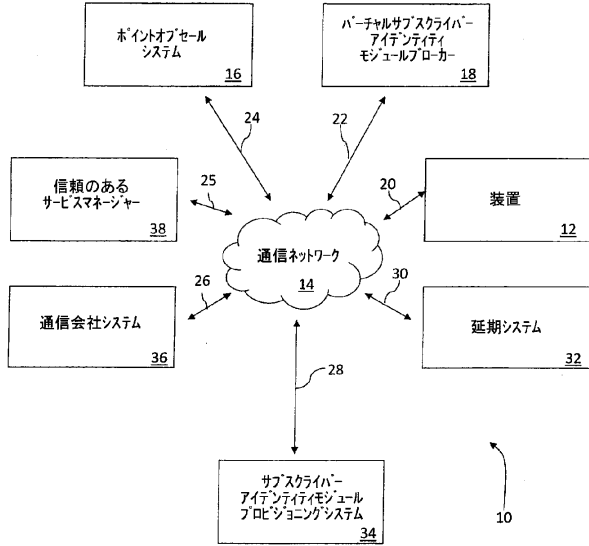 ポイントオブセール
システム
16
バーチャルサブスクライバー
アイデンティティ
モジュールブローカー
18
24
22
信頼のある
サービスマネージャー
38
25
20
装置
12
通信ネットワーク
14
通信会社システム
36
26
30
延期システム
32
28
サブスクライバー
アイデンティティモジュール
プロビジョニングシステム
34
10